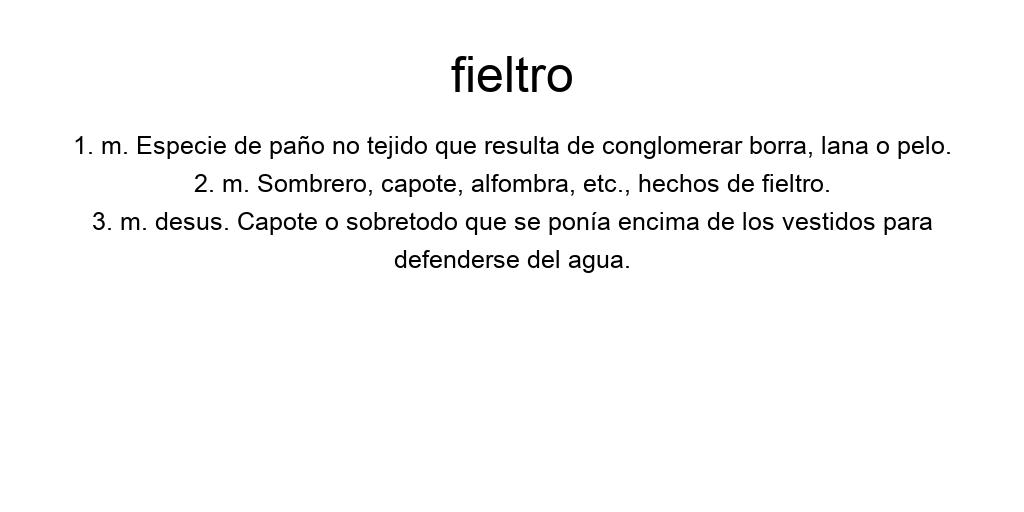 fieltro
1. m. Especie de paño no tejido que resulta de conglomerar borra, lana o pelo.
2. m. Sombrero, capote, alfombra, etc., hechos de fieltro.
3. m. desus. Capote o sobretodo que se ponía encima de los vestidos para
defenderse del agua.